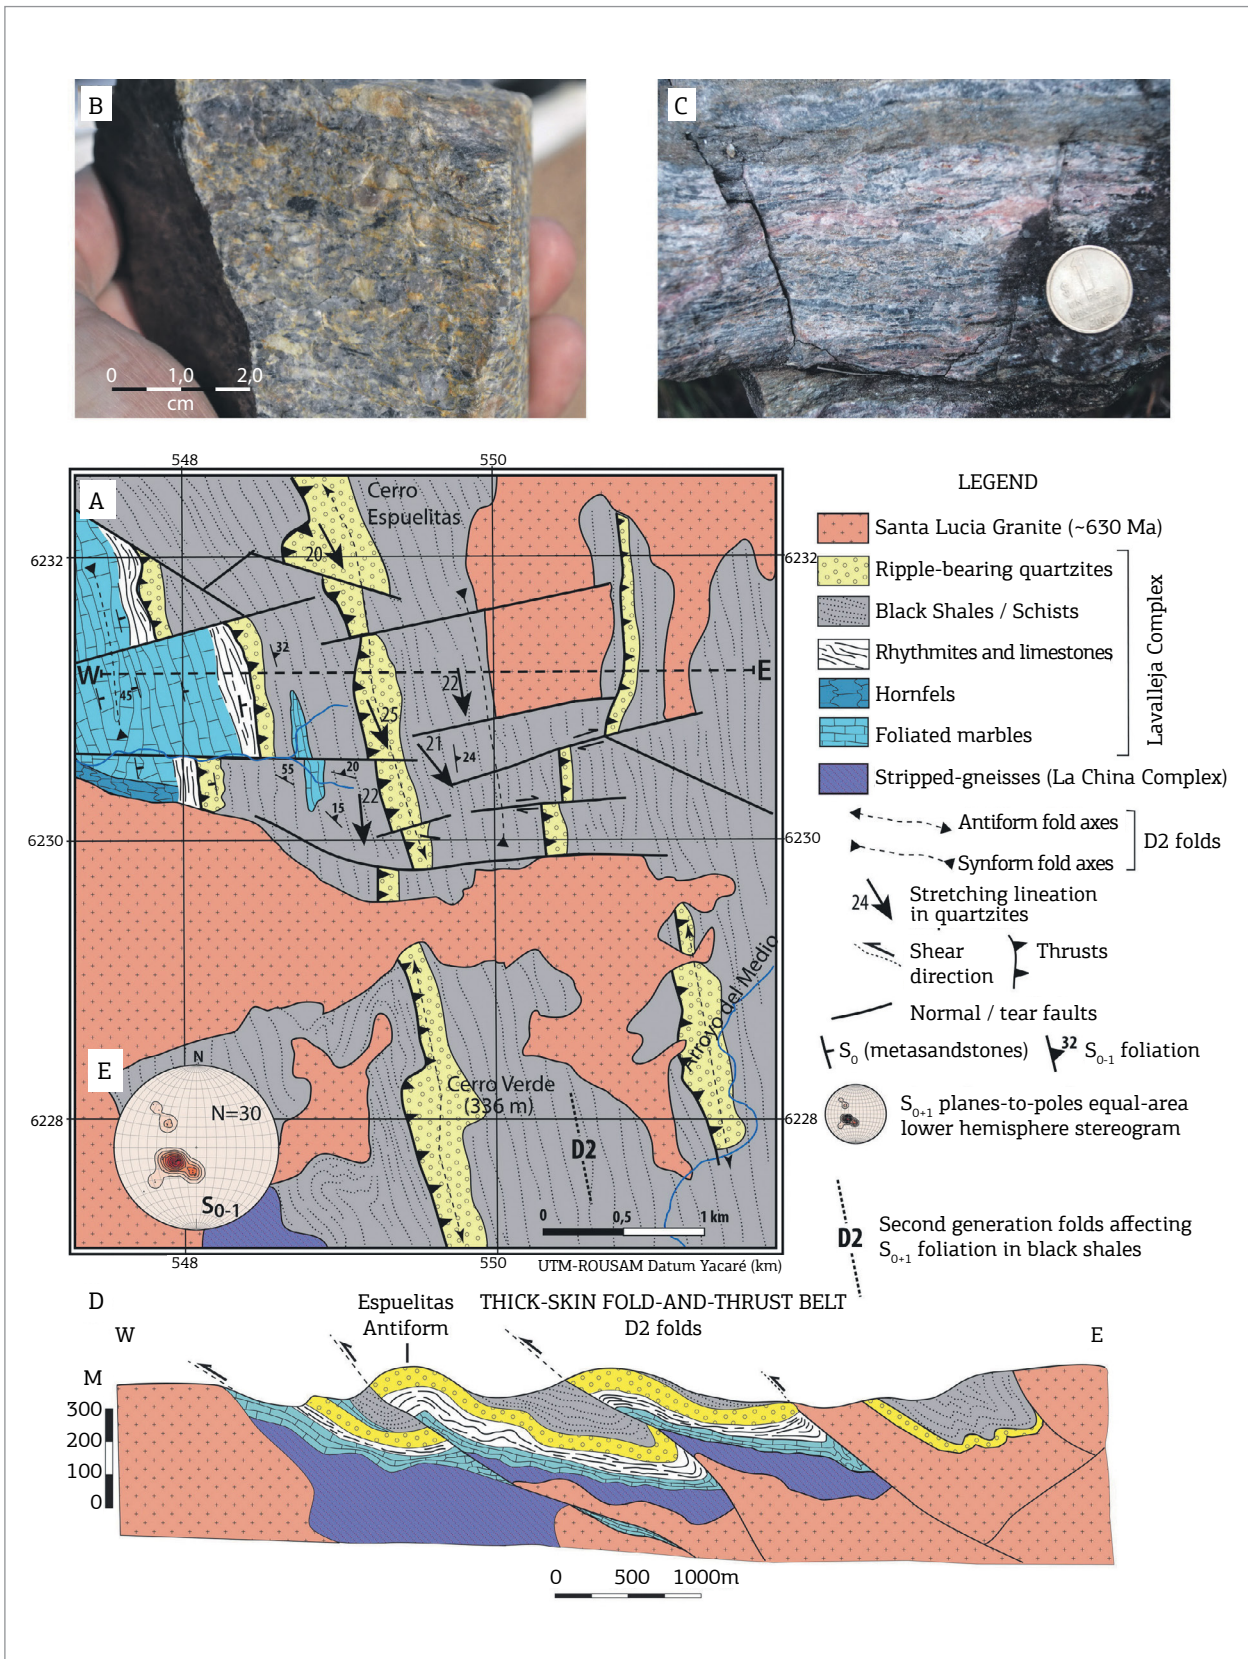 B
0 1,0 2,0
cm
C
548 550
A
Cerro
Espuelitas
20
6232
6232
32
W
E
45
22
25
21
24
55
20
22
15
6230
6230
Arroyo del Medio
E
N
N=30
Cerro Verde
(336 m)
6228
6228
D2
S0-1
0 0,5 1 km
548 550
UTM-ROUSAM Datum Yacaré (km)
LEGEND
Santa Lucia Granite (~630 Ma)
Ripple-bearing quartzites
Black Shales / Schists
Rhythmites and limestones
Hornfels
Foliated marbles
Lavalleja Complex
Stripped-gneisses (La China Complex)
Antiform fold axes
Synform fold axes
D2 folds
24 Stretching lineation
in quartzites
Shear
direction
Thrusts
Normal / tear faults
S0 (metasandstones) 32 S0-1 foliation
S0+1 planes-to-poles equal-area
lower hemisphere stereogram
D2
Second generation folds affecting
S0+1 foliation in black shales
D
W
Espuelitas
Antiform
THICK-SKIN FOLD-AND-THRUST BELT
D2 folds
E
M
300
200
100
0
0 500 1000m